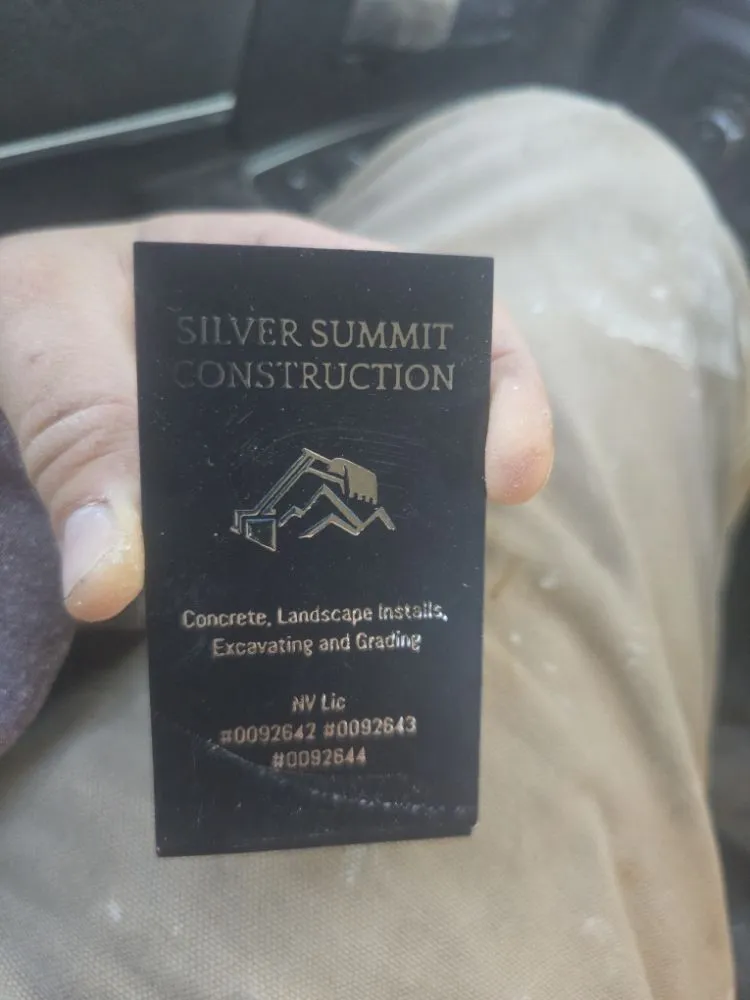 SILVER SUMMIT
CONSTRUCTION
Concrete, Landscape Installs,
Excavating and Grading
NV Lic
#0092642 #0092643
#0092644